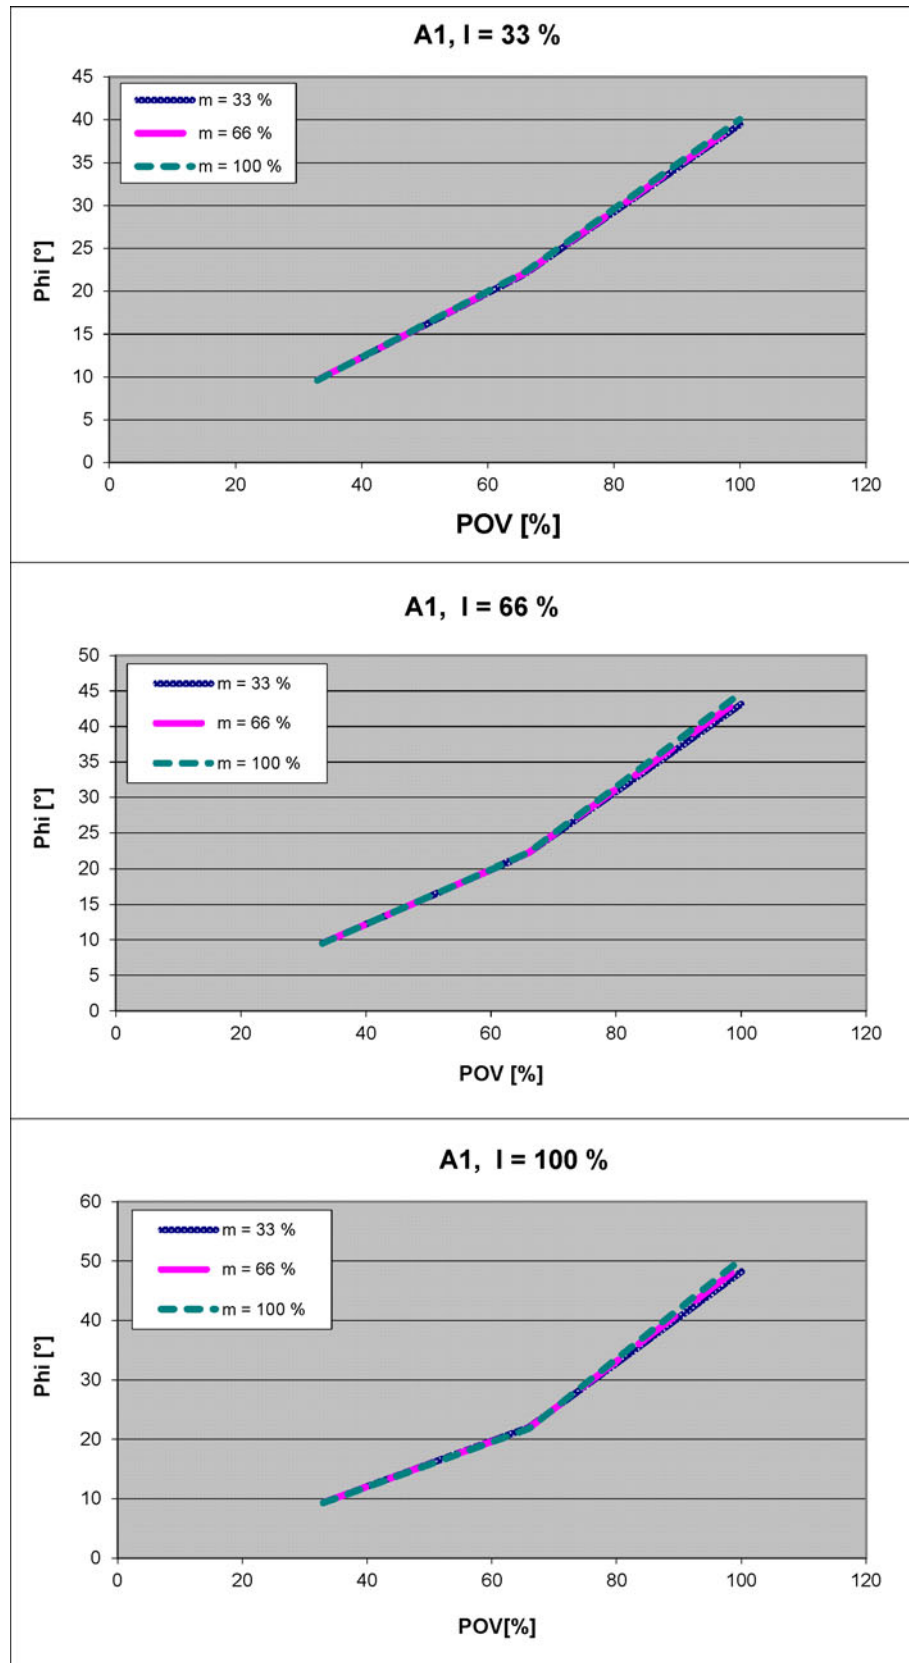 A1, I = 33 %
45
40
35
30
25
20
15
10
5
0
Phi [°]
m = 33 %
m = 66 %
m = 100 %
0 20 40 60 80 100 120
POV [%]
A1, I = 66 %
50
45
40
35
30
25
20
15
10
5
0
Phi [°]
m = 33 %
m = 66 %
m = 100 %
0 20 40 60 80 100 120
POV [%]
A1, I = 100 %
60
50
40
30
20
10
0
Phi [°]
m = 33 %
m = 66 %
m = 100 %
0 20 40 60 80 100 120
POV[%]